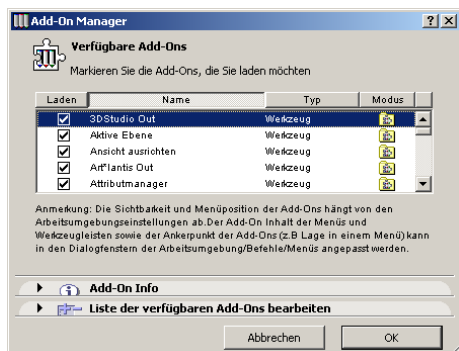 Add-On Manager
Verfügbare Add-Ons
Markieren Sie die Add-Ons, die Sie laden möchten
Laden Name Typ Modus
3DStudio Out Werkzeug
Aktive Ebene Werkzeug
Ansicht ausrichten Werkzeug
Art*lantis Out Werkzeug
Attributmanager Werkzeug
Anmerkung: Die Sichtbarkeit und Menüposition der Add-Ons hängt von den
Arbeitsumgebungseinstellungen ab.Der Add-On Inhalt der Menüs und
Werkzeugleisten sowie der Ankerpunkt der Add-Ons (z.B Lage in einem Menü) kann
in den Dialogfenstern der Arbeitsumgebung/Befehle/Menüs angepasst werden.
Add-On Info
Liste der verfügbaren Add-Ons bearbeiten
Abbrechen OK